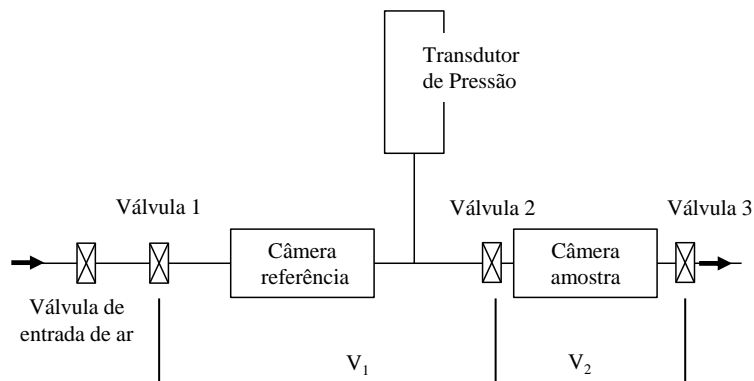 Transdutor
de Pressão
Válvula 1
Válvula 2
Válvula 3
Câmera
referência
Câmera
amostra
Válvula de
entrada de ar
V₁
V₂